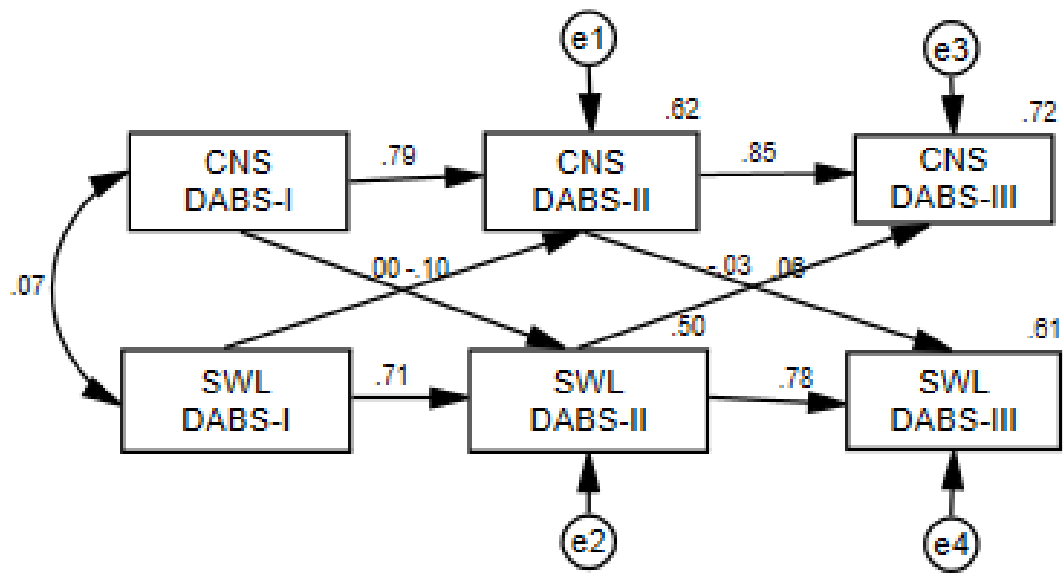 e1
e3
.62
.72
CNS
DABS-I
.79
CNS
DABS-II
.85
CNS
DABS-III
.07
.00
-.10
-.03
.06
.50
.61
SWL
DABS-I
.71
SWL
DABS-II
.78
SWL
DABS-III
e2
e4